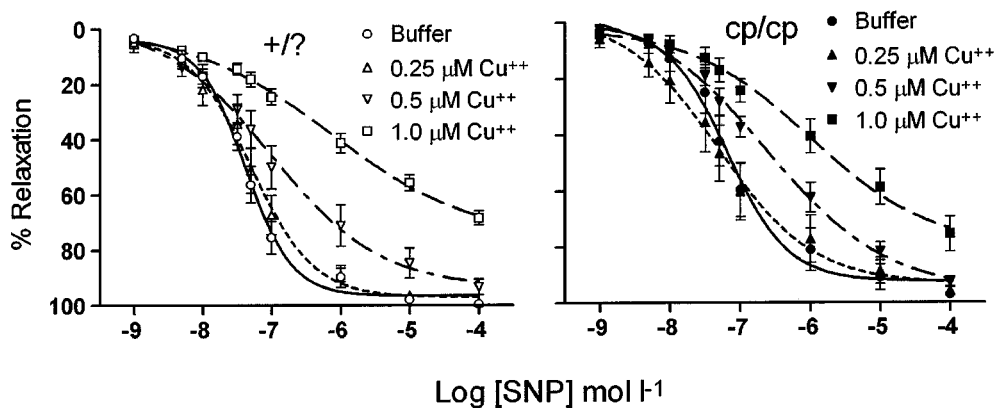 +/?
Buffer
0.25 μM Cu++
0.5 μM Cu++
1.0 μM Cu++
cp/cp
Buffer
0.25 μM Cu++
0.5 μM Cu++
1.0 μM Cu++
% Relaxation
0
20
40
60
80
100
-9 -8 -7 -6 -5 -4
-9 -8 -7 -6 -5 -4
Log [SNP] mol l-1